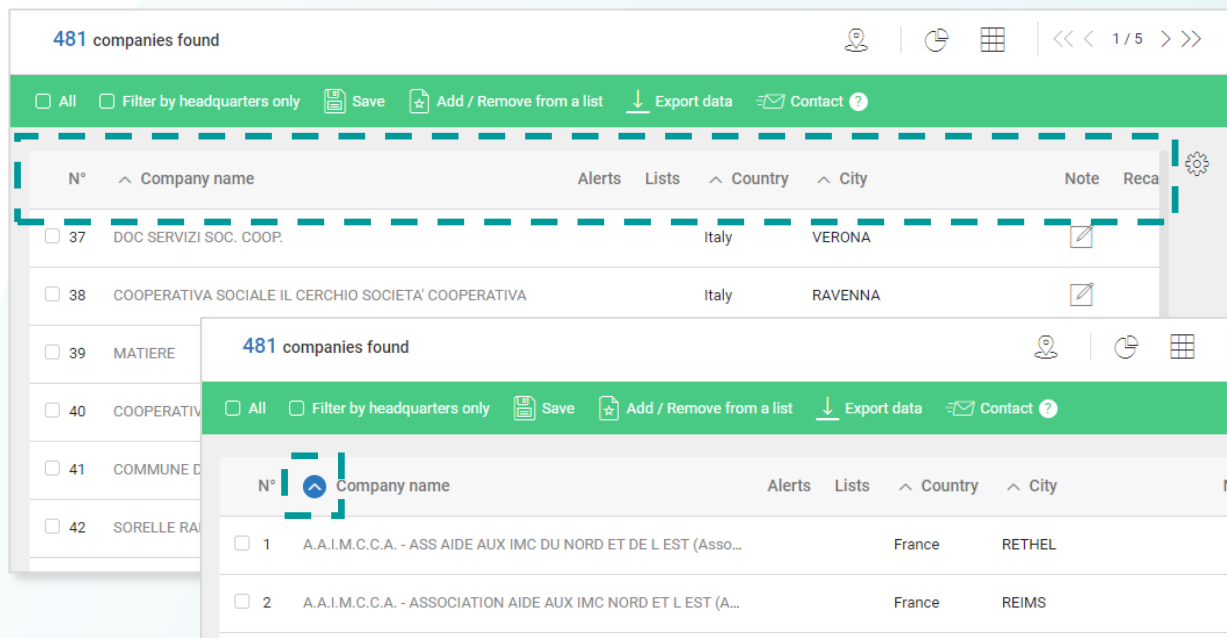 481 companies found
1 / 5
All Filter by headquarters only Save Add / Remove from a list Export data Contact ?
N° Company name Alerts Lists Country City Note Reca
37 DOC SERVIZI SOC. COOP. Italy VERONA
38 COOPERATIVA SOCIALE IL CERCHIO SOCIETA' COOPERATIVA Italy RAVENNA
39 MATIERE
40 COOPERATIV
41 COMMUNE D
42 SORELLE RA
481 companies found
All Filter by headquarters only Save Add / Remove from a list Export data Contact ?
N° Company name Alerts Lists Country City
1 A.A.I.M.C.C.A. - ASS AIDE AUX IMC DU NORD ET DE L EST (Asso... France RETHEL
2 A.A.I.M.C.C.A. - ASSOCIATION AIDE AUX IMC NORD ET L EST (A... France REIMS